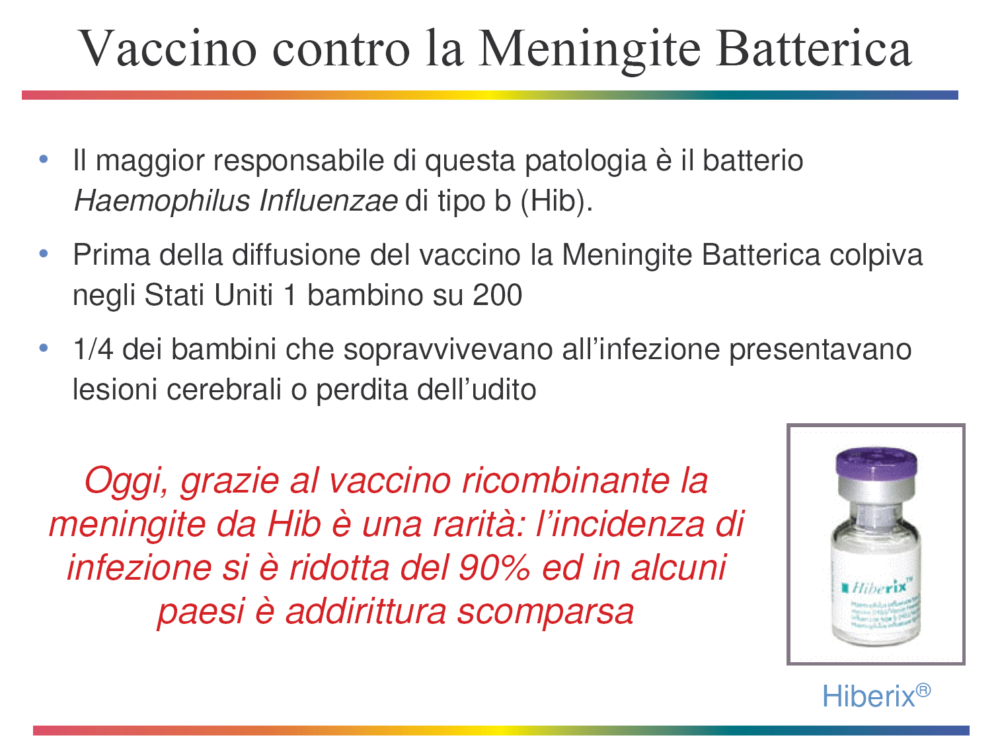 Vaccino contro la Meningite Batterica
• Il maggior responsabile di questa patologia è il batterio
Haemophilus Influenzae di tipo b (Hib).
• Prima della diffusione del vaccino la Meningite Batterica colpiva
negli Stati Uniti 1 bambino su 200
• 1/4 dei bambini che sopravvivevano all’infezione presentavano
lesioni cerebrali o perdita dell’udito
Oggi, grazie al vaccino ricombinante la
meningite da Hib è una rarità: l’incidenza di
infezione si è ridotta del 90% ed in alcuni
paesi è addirittura scomparsa
Hiberix™
Hiberix®